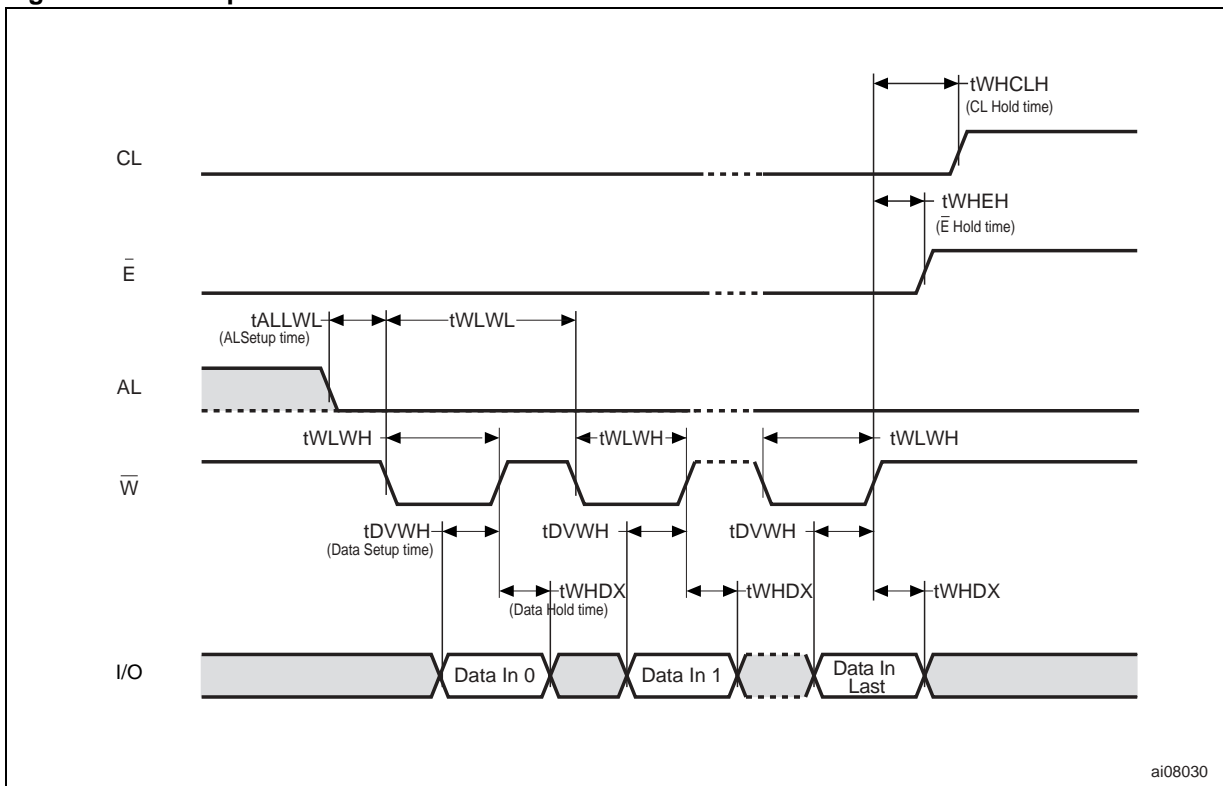 tWHCLH
(CL Hold time)
CL
tWHEH
(E̅ Hold time)
E̅
tALLWL
(ALSetup time)
tWLWL
AL
tWLWH
tWLWH
tWLWH
W̅
tDVWH
(Data Setup time)
tDVWH
tDVWH
tWHDX
(Data Hold time)
tWHDX
tWHDX
I/O
Data In 0
Data In 1
Data In
Last
ai08030